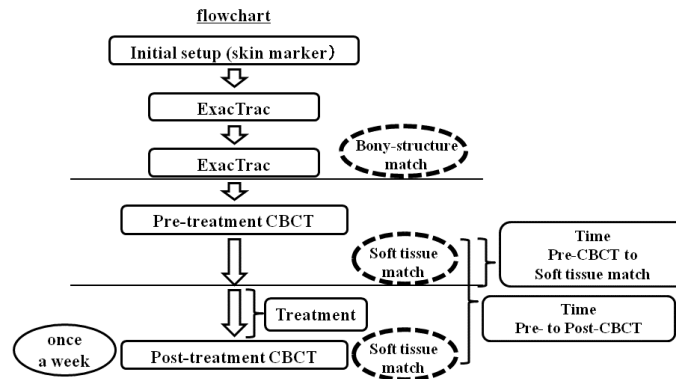 flowchart
Initial setup (skin marker)
ExacTrac
ExacTrac
Bony-structure
match
Pre-treatment CBCT
Soft tissue
match
Time
Pre-CBCT to
Soft tissue match
Treatment
Time
Pre- to Post-CBCT
once
a week
Post-treatment CBCT
Soft tissue
match